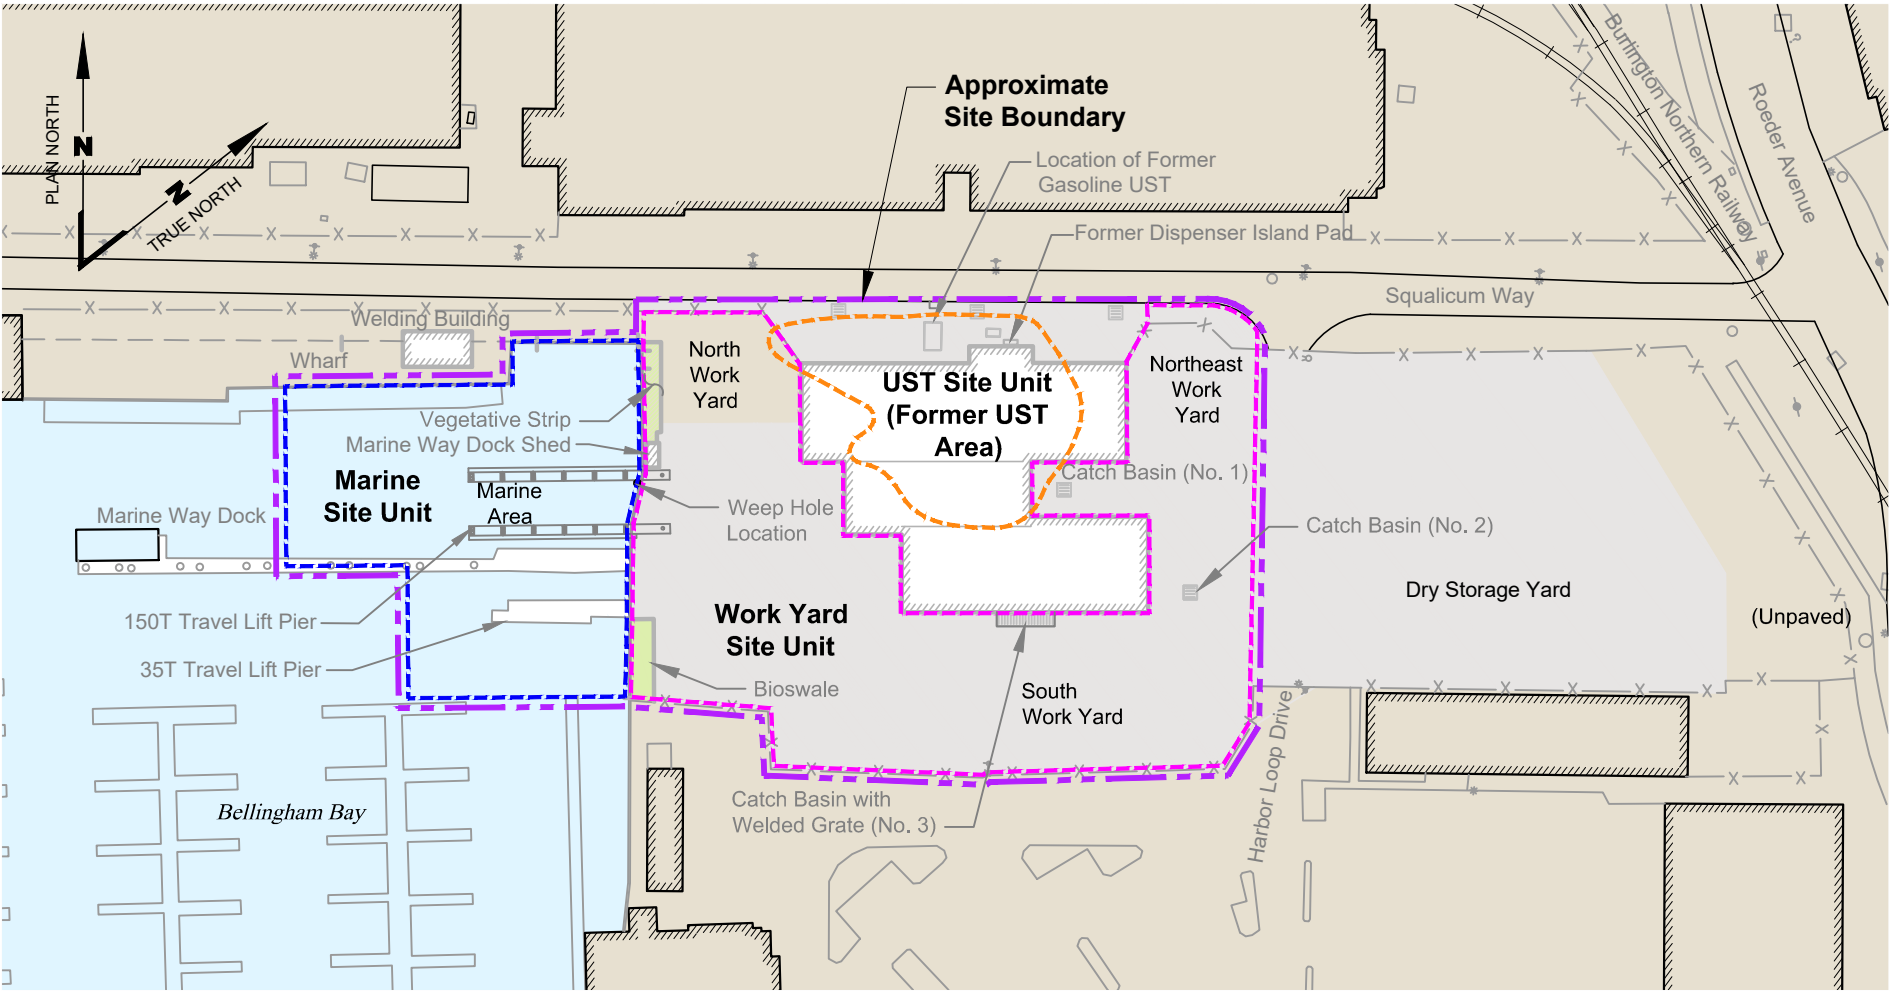 Approximate
Site Boundary
Burlington Northern Railway
Roeder Avenue
PLAN NORTH
N
N
TRUE NORTH
Location of Former
Gasoline UST
Former Dispenser Island Pad
Squalicum Way
Welding Building
Wharf
North
Work
Yard
Northeast
Work
Yard
UST Site Unit
(Former UST
Area)
Vegetative Strip
Marine Way Dock Shed
Catch Basin (No. 1)
Marine
Site Unit
Marine
Area
Weep Hole
Location
Marine Way Dock
Catch Basin (No. 2)
Dry Storage Yard
(Unpaved)
150T Travel Lift Pier
Work Yard
Site Unit
35T Travel Lift Pier
Bioswale
South
Work Yard
Harbor Loop Drive
Catch Basin with
Welded Grate (No. 3)
Bellingham Bay